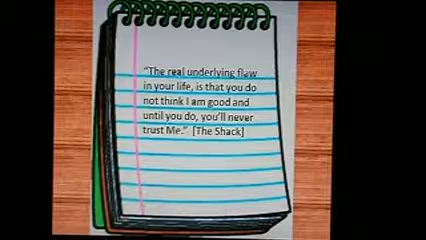 “The real underlying flaw
in your life, is that you do
not think I am good and
until you do, you’ll never
trust Me.” [The Shack]